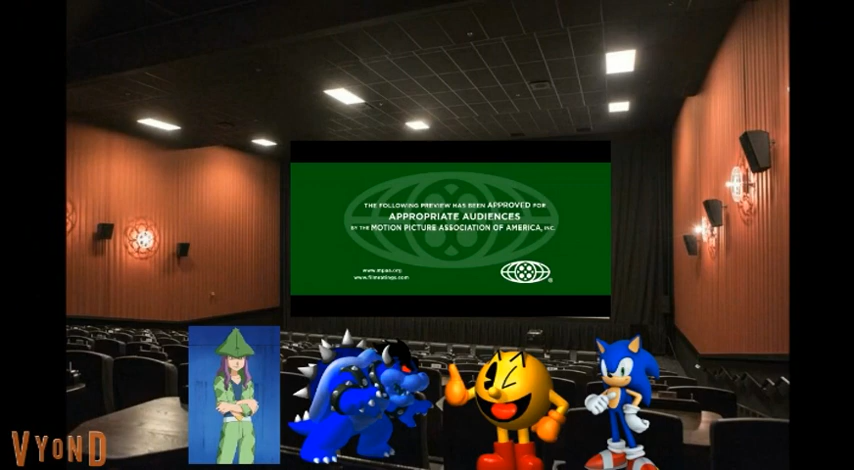 THE FOLLOWING PREVIEW HAS BEEN APPROVED FOR
APPROPRIATE AUDIENCES
BY THE MOTION PICTURE ASSOCIATION OF AMERICA, INC.
www.mpaa.org
www.filmratings.com
®
VYOND